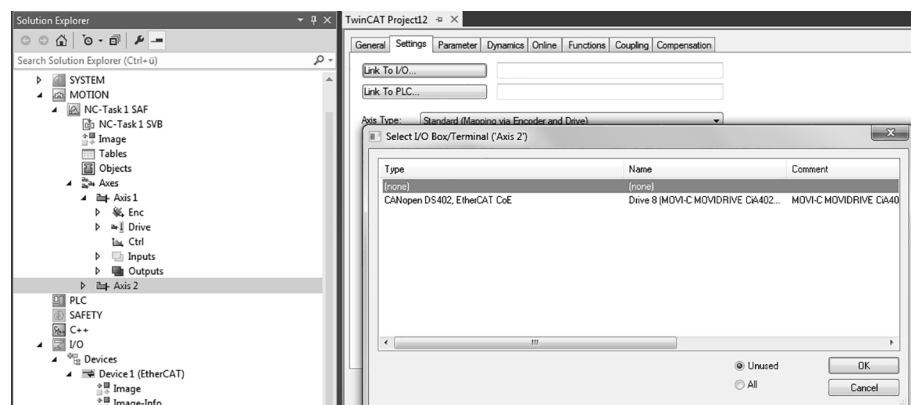 Solution Explorer
Search Solution Explorer (Ctrl+ü)
SYSTEM
MOTION
NC-Task 1 SAF
NC-Task 1 SVB
Image
Tables
Objects
Axes
Axis 1
Enc
Drive
Ctrl
Inputs
Outputs
Axis 2
PLC
SAFETY
C++
I/O
Devices
Device 1 (EtherCAT)
Image
Image-Info
TwinCAT Project12
General Settings Parameter Dynamics Online Functions Coupling Compensation
Link To I/O...
Link To PLC...
Axis Type: Standard (Mapping via Encoder and Drive)
Select I/O Box/Terminal ('Axis 2')
Type Name Comment
(none) (none)
CANopen DS402, EtherCAT CoE Drive 8 (MOVI-C MOVIDRIVE CiA402... MOVI-C MOVIDRIVE CiA40
Unused
All
OK
Cancel